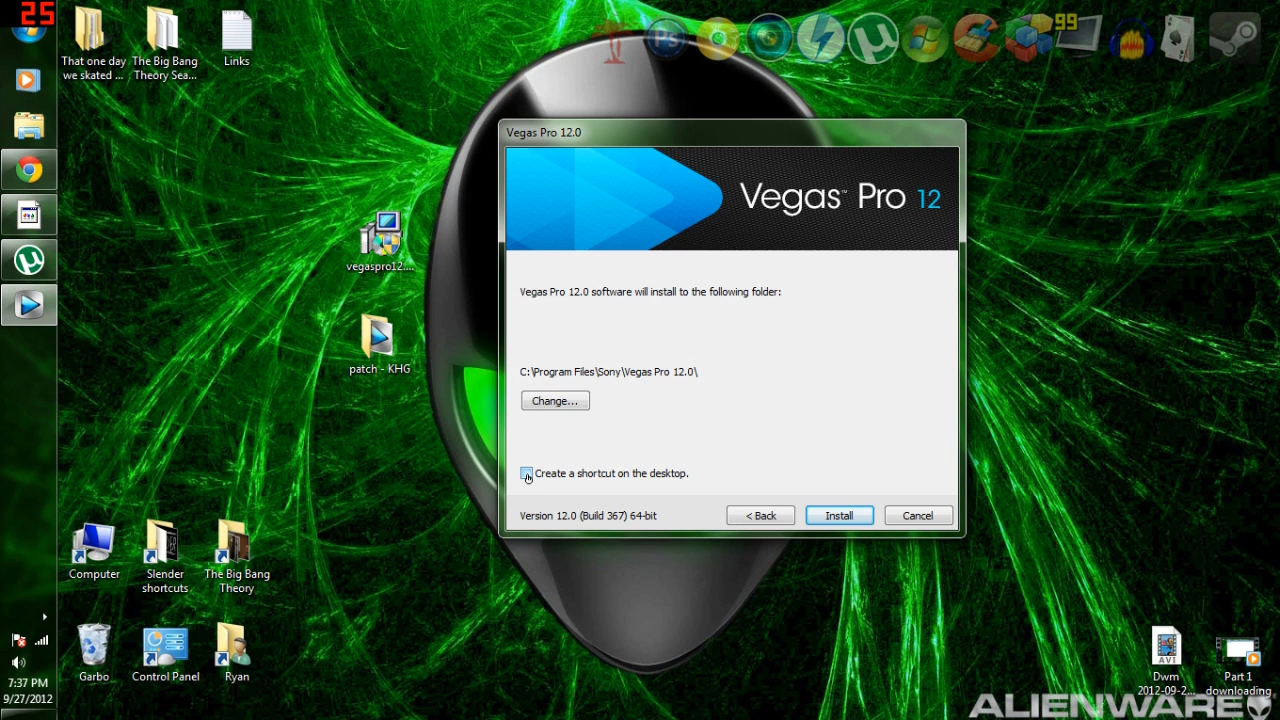 25
That one day
we skated ...
The Big Bang
Theory Sea...
Links
Ps
99
vegaspro12....
patch - KHG
Vegas Pro 12.0
Vegas™ Pro 12
Vegas Pro 12.0 software will install to the following folder:
C:\Program Files\Sony\Vegas Pro 12.0\
Change...
Create a shortcut on the desktop.
Version 12.0 (Build 367) 64-bit
< Back
Install
Cancel
Computer
Slender
shortcuts
The Big Bang
Theory
Garbo
Control Panel
Ryan
7:37 PM
9/27/2012
AVI
Dwm
2012-09-2...
Part 1
downloading
ALIENWARE